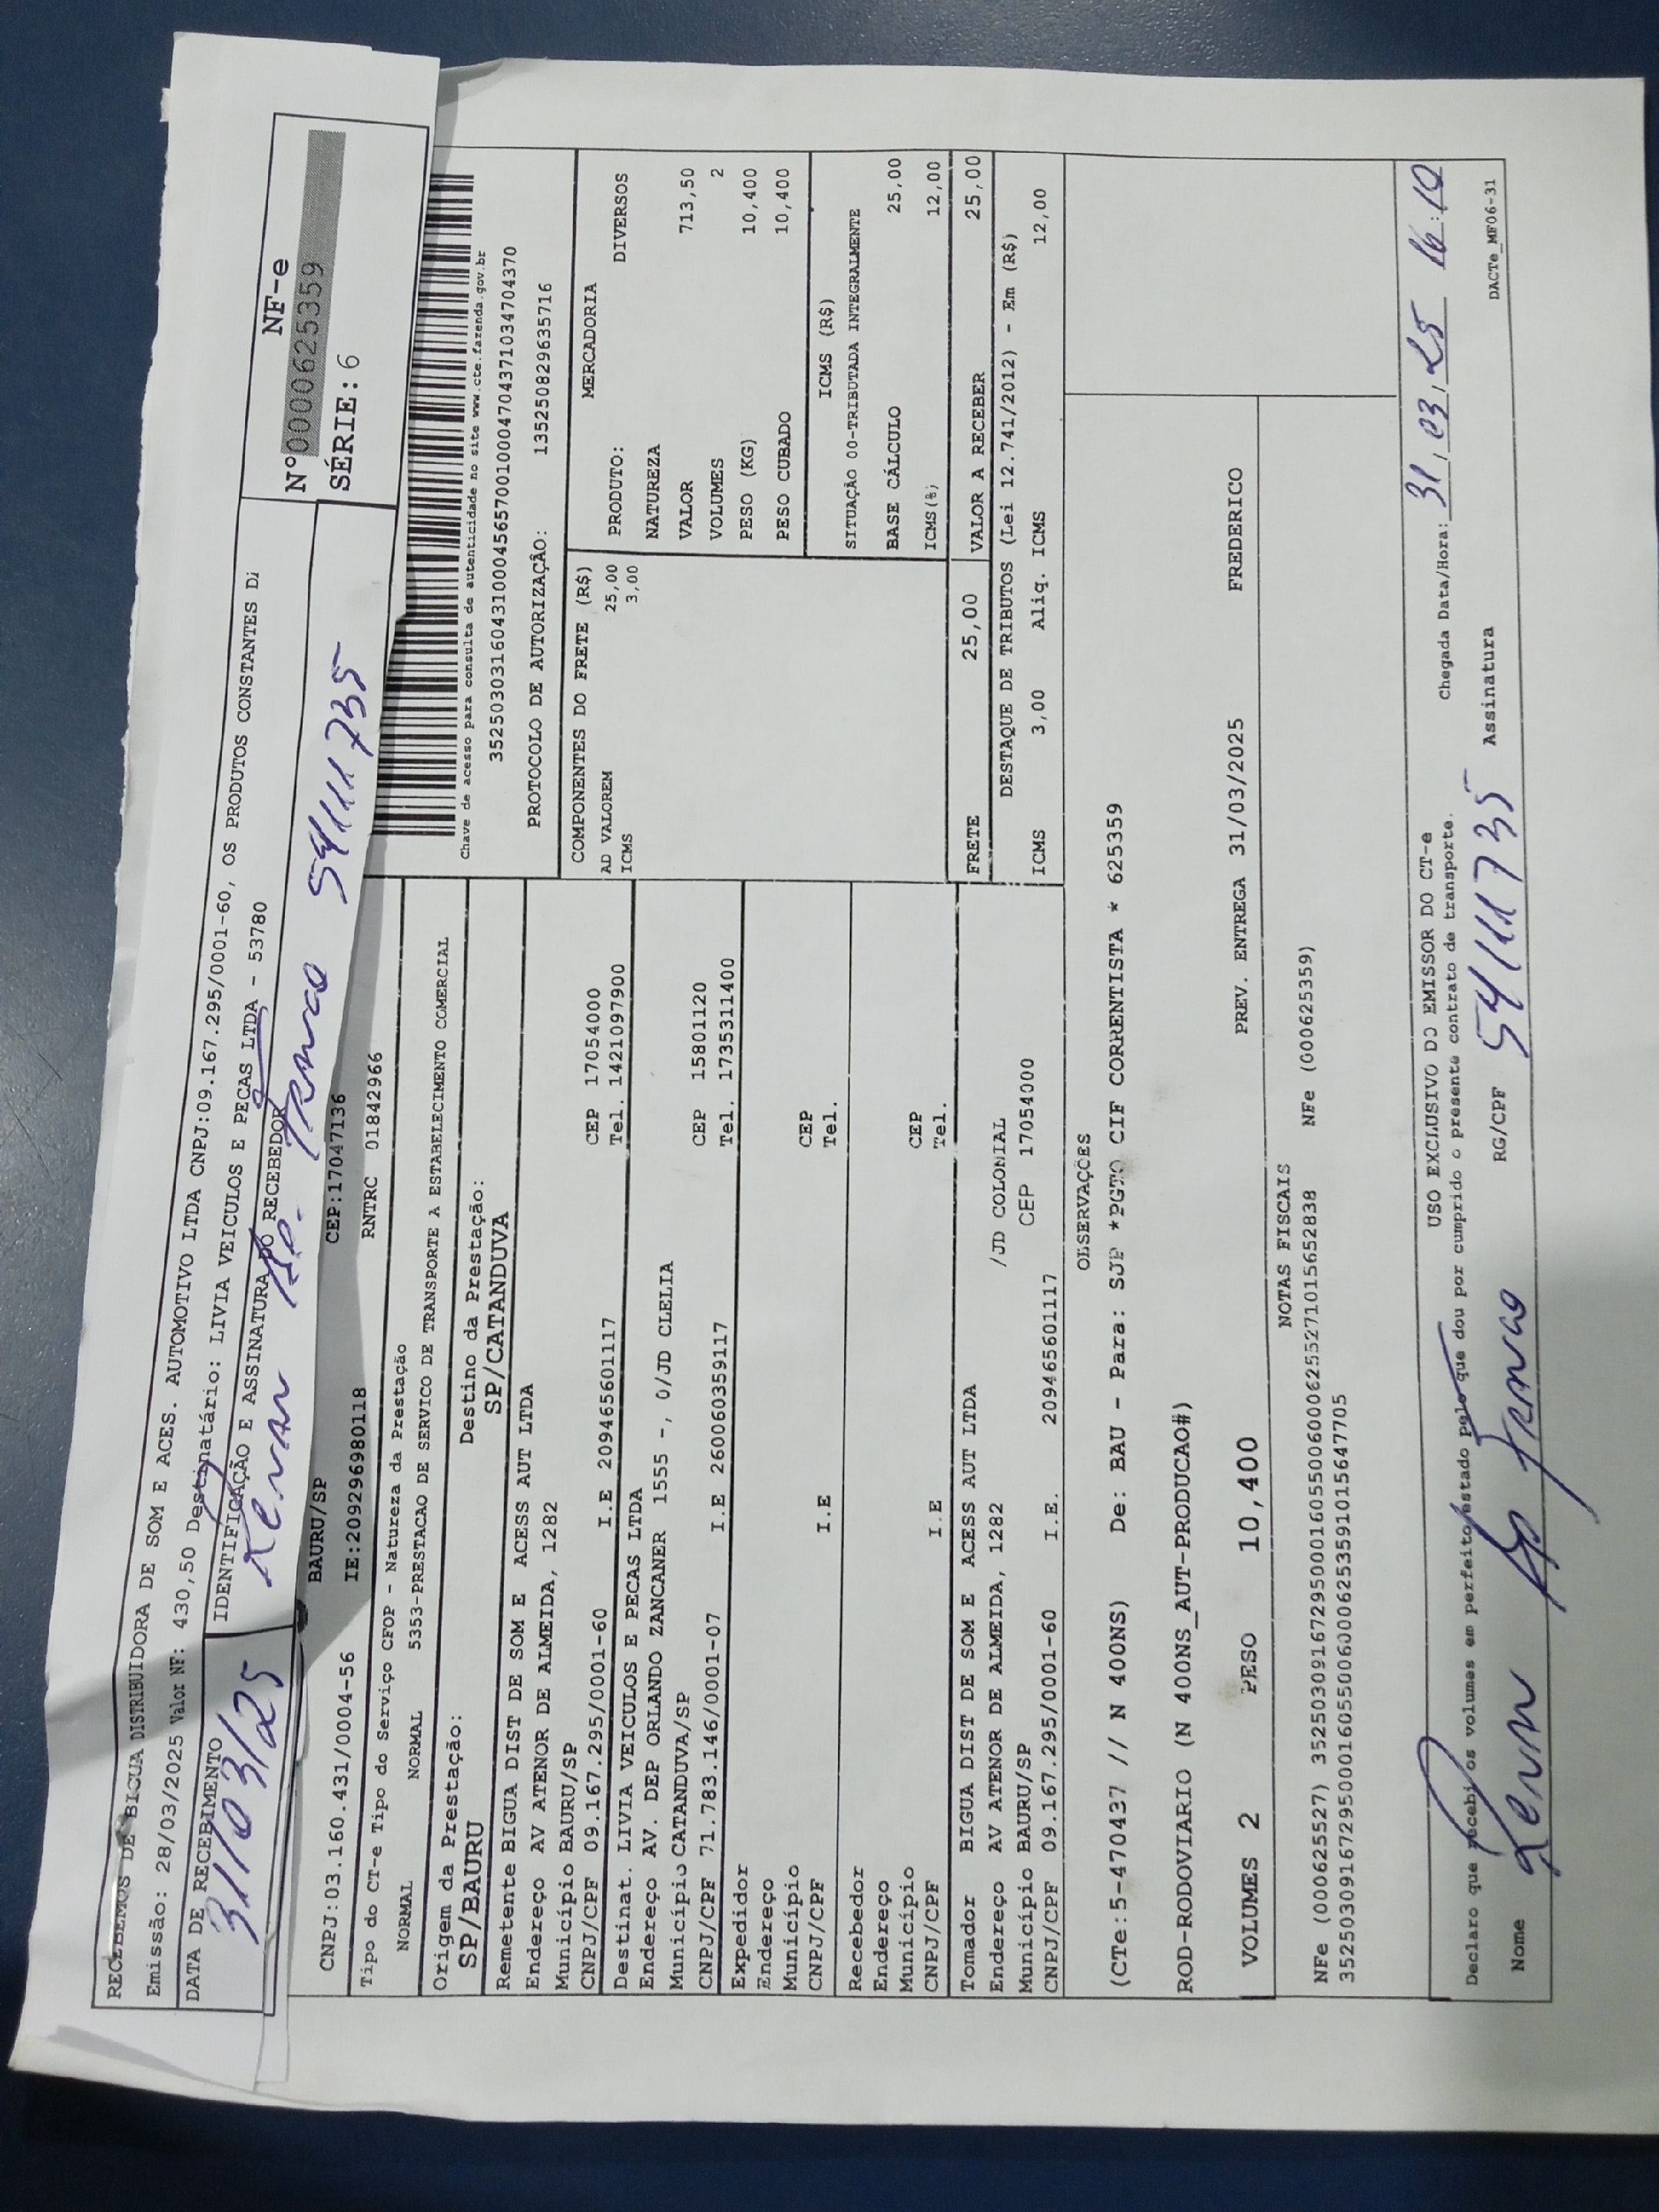 RECEBEMOS DE BIGUA DISTRIBUIDORA DE SOM E ACES. AUTOMOTIVO LTDA CNPJ:09.167.295/0001-60, OS PRODUTOS CONSTANTES DA
Emissão: 28/03/2025 Valor NF: 430,50 Destinatário: LIVIA VEICULOS E PECAS LTDA - 53780
DATA DE RECEBIMENTO
IDENTIFICAÇÃO E ASSINATURA DO RECEBEDOR
31/03/25
Renan Ap. 54111735
NF-e
N°0000625359
SÉRIE:6
BAURU/SP CEP:17047136
CNPJ:03.160.431/0004-56 IE:209296980118 RNTRC 01842966
Tipo do CT-e Tipo do Serviço CFOP - Natureza da Prestação
NORMAL NORMAL 5353-PRESTACAO DE SERVICO DE TRANSPORTE A ESTABELECIMENTO COMERCIAL
Origem da Prestação: Destino da Prestação:
SP/BAURU SP/CATANDUVA
Chave de acesso para consulta de autenticidade no site www.cte.fazenda.gov.br
35250303160431000456570010004704371034704370
PROTOCOLO DE AUTORIZAÇÃO: 135250829635716
Remetente BIGUA DIST DE SOM E ACESS AUT LTDA
Endereço AV ATENOR DE ALMEIDA, 1282
Município BAURU/SP CEP 17054000
CNPJ/CPF 09.167.295/0001-60 I.E 209465601117 Tel. 1421097900
Destinat. LIVIA VEICULOS E PECAS LTDA
Endereço AV. DEP ORLANDO ZANCANER 1555 -, 0/JD CLELIA
Município CATANDUVA/SP CEP 15801120
CNPJ/CPF 71.783.146/0001-07 I.E 260060359117 Tel. 1735311400
Expedidor
Endereço
Município CEP
CNPJ/CPF I.E Tel.
Recebedor
Endereço
Município CEP
CNPJ/CPF I.E Tel.
Tomador BIGUA DIST DE SOM E ACESS AUT LTDA
Endereço AV ATENOR DE ALMEIDA, 1282 /JD COLONIAL
Município BAURU/SP CEP 17054000
CNPJ/CPF 09.167.295/0001-60 I.E. 209465601117
COMPONENTES DO FRETE (R$)
AD VALOREM 25,00
ICMS 3,00
MERCADORIA
PRODUTO: DIVERSOS
NATUREZA
VALOR 713,50
VOLUMES 2
PESO (KG) 10,400
PESO CUBADO 10,400
ICMS (R$)
SITUAÇÃO 00-TRIBUTADA INTEGRALMENTE
BASE CÁLCULO 25,00
ICMS(%) 12,00
FRETE 25,00 VALOR A RECEBER 25,00
DESTAQUE DE TRIBUTOS (Lei 12.741/2012) - Em (R$)
ICMS 3,00 Aliq. ICMS 12,00
OBSERVAÇÕES
(CTe:5-470437 // N 400NS) De: BAU - Para: SJP *PGTO CIF CORRENTISTA * 625359
ROD-RODOVIARIO (N 400NS_AUT-PRODUCAO#)
VOLUMES 2 PESO 10,400 PREV. ENTREGA 31/03/2025 FREDERICO
NOTAS FISCAIS
NFe (000625527) 35250309167295000160550060006255271015652838 NFe (000625359)
35250309167295000160550060006253591015647705
USO EXCLUSIVO DO EMISSOR DO CT-e
Declaro que recebi os volumes em perfeito estado pelo que dou por cumprido o presente contrato de transporte. Chegada Data/Hora: 31/03/25 16:10
Nome Renan Ap RG/CPF 54111735 Assinatura
DACTe_MF06-31